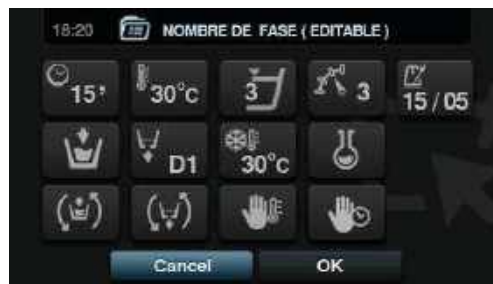 18:20 NOMBRE DE FASE ( EDITABLE )
15' 30°c 3 3 15 / 05
D1 30°c
Cancel OK